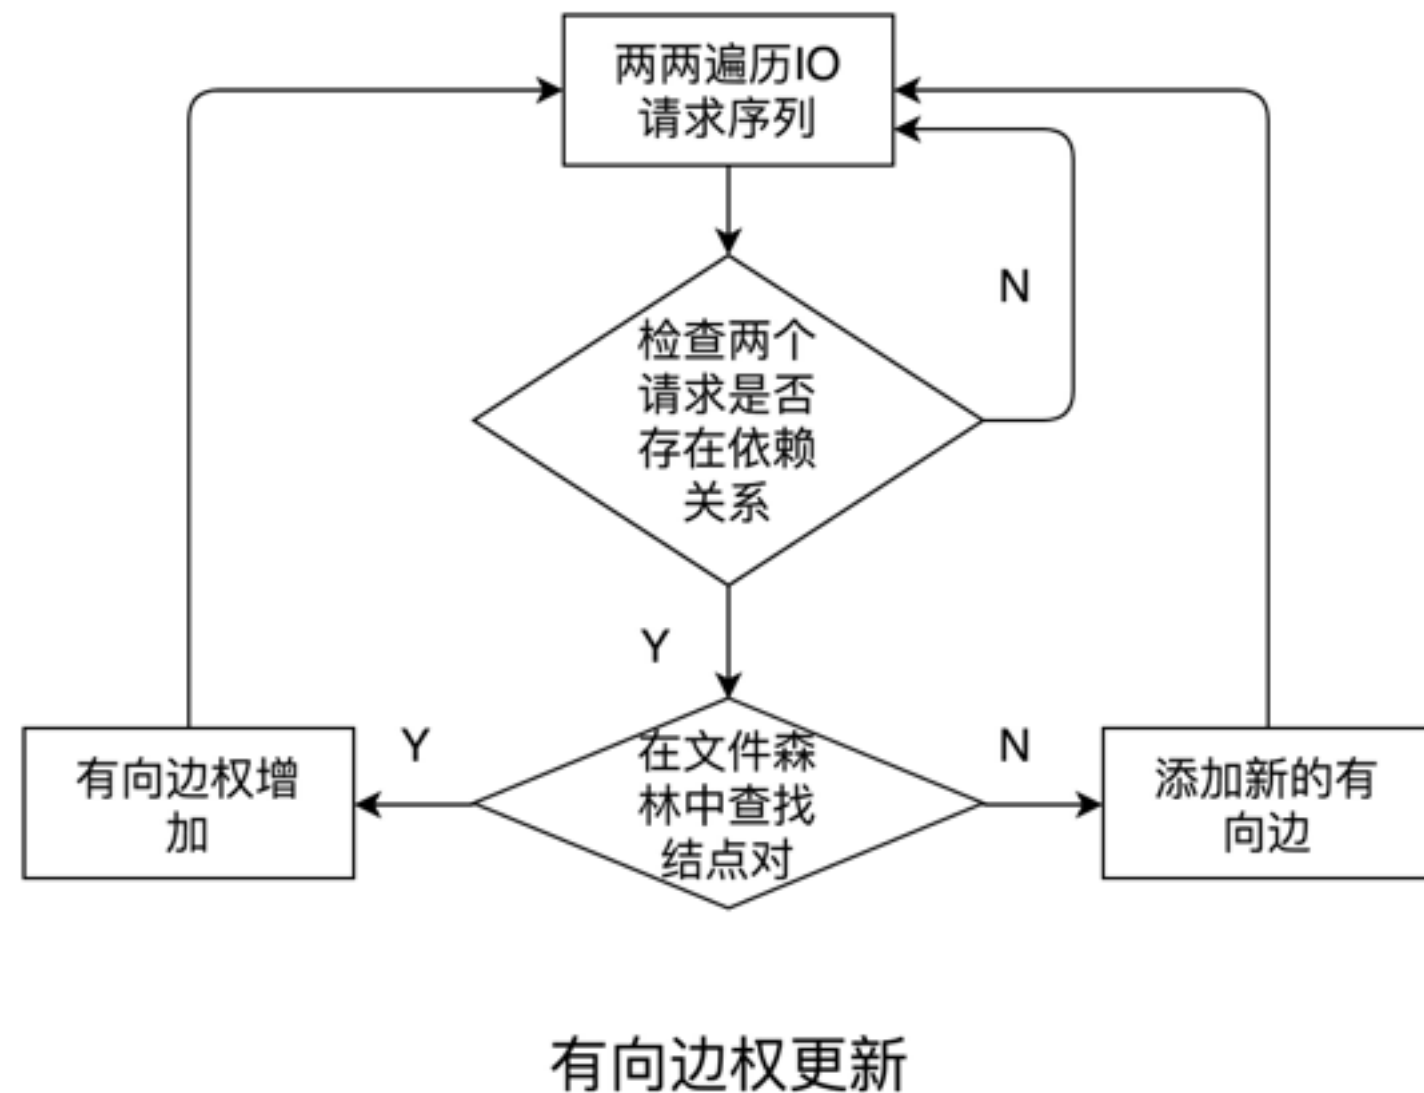 两两遍历IO
请求序列
N
检查两个
请求是否
存在依赖
关系
Y
Y
在文件森
林中查找
结点对
N
有向边权增
加
添加新的有
向边
有向边权更新